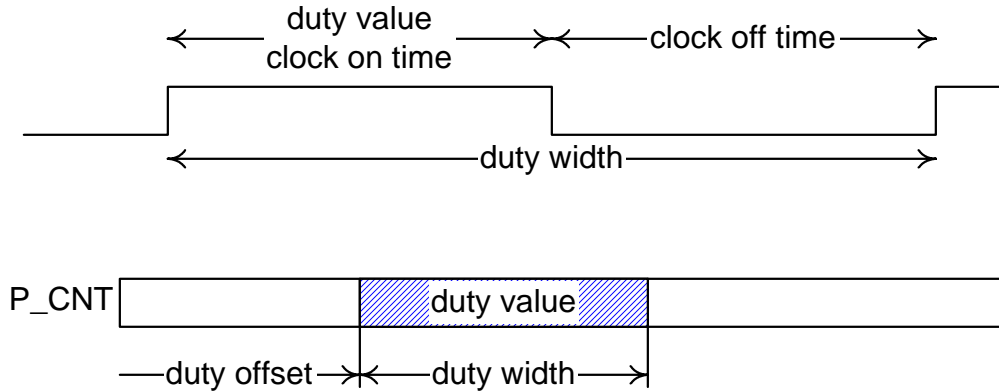 duty value
clock on time
clock off time
duty width
P_CNT
duty value
duty offset
duty width